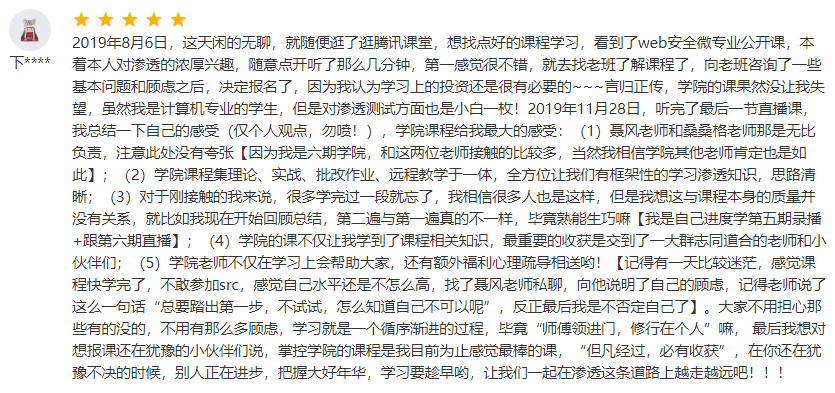 2019年8月6日，这天闲的无聊，就随便逛了逛腾讯课堂，想找点好的课程学习，看到了web安全微专业公开课，本
下****
着本人对渗透的浓厚兴趣，随意点开听了那么几分钟，第一感觉很不错，就去找老班了解课程了，向老班咨询了一些
基本问题和顾虑之后，决定报名了，因为我认为学习上的投资还是很有必要的~~~言归正传，学院的课果然没让我失
望，虽然我是计算机专业的学生，但是对渗透测试方面也是小白一枚！2019年11月28日，听完了最后一节直播课，
我总结一下自己的感受（仅个人观点，勿喷！），学院课程给我最大的感受：（1）聂风老师和桑桑格老师那是无比
负责，注意此处没有夸张【因为我是六期学院，和这两位老师接触的比较多，当然我相信学院其他老师肯定也是如
此】；（2）学院课程集理论、实战、批改作业、远程教学于一体，全方位让我们有框架性的学习渗透知识，思路清
晰；（3）对于刚接触的我来说，很多学完过一段就忘了，我相信很多人也是这样，但是我想这与课程本身的质量并
没有关系，就比如我现在开始回顾总结，第二遍与第一遍真的不一样，毕竟熟能生巧嘛【我是自己进度学第五期录播
+跟第六期直播】；（4）学院的课不仅让我学到了课程相关知识，最重要的收获是交到了一大群志同道合的老师和小
伙伴们；（5）学院老师不仅在学习上会帮助大家，还有额外福利心理疏导相送哟！【记得有一天比较迷茫，感觉课
程快学完了，不敢参加src，感觉自己水平还是不怎么高，找了聂风老师私聊，向他说明了自己的顾虑，记得老师说了
这么一句话“总要踏出第一步，不试试，怎么知道自己不可以呢”，反正最后我是不否定自己了】。大家不用担心那
些有的没的，不用有那么多顾虑，学习就是一个循序渐进的过程，毕竟“师傅领进门，修行在个人”嘛， 最后我想对
想报课还在犹豫的小伙伴们说，掌控学院的课程是我目前为止感觉最棒的课，“但凡经过，必有收获”，在你还在犹
豫不决的时候，别人正在进步，把握大好年华，学习要趁早哟，让我们一起在渗透这条道路上越走越远吧！！！